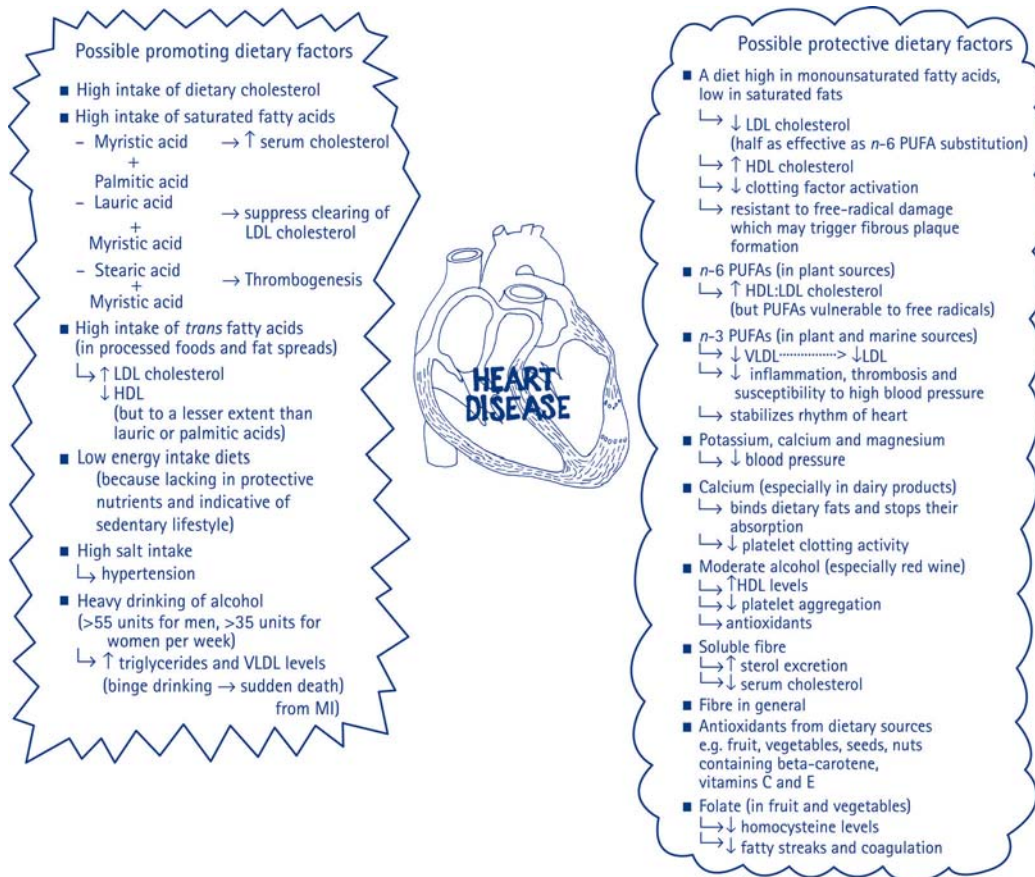 Possible promoting dietary factors
■ High intake of dietary cholesterol
■ High intake of saturated fatty acids
– Myristic acid → ↑ serum cholesterol
+
Palmitic acid
– Lauric acid
→ suppress clearing of
+ LDL cholesterol
Myristic acid
– Stearic acid
+ → Thrombogenesis
Myristic acid
■ High intake of trans fatty acids
(in processed foods and fat spreads)
↳ ↑ LDL cholesterol
↓ HDL
(but to a lesser extent than
lauric or palmitic acids)
■ Low energy intake diets
(because lacking in protective
nutrients and indicative of
sedentary lifestyle)
■ High salt intake
↳ hypertension
■ Heavy drinking of alcohol
(>55 units for men, >35 units for
women per week)
↳ ↑ triglycerides and VLDL levels
(binge drinking → sudden death)
from MI)
HEART
DISEASE
Possible protective dietary factors
■ A diet high in monounsaturated fatty acids,
low in saturated fats
↳ ↓ LDL cholesterol
(half as effective as n-6 PUFA substitution)
↳ ↑ HDL cholesterol
↳ ↓ clotting factor activation
↳ resistant to free-radical damage
which may trigger fibrous plaque
formation
■ n-6 PUFAs (in plant sources)
↳ ↑ HDL:LDL cholesterol
(but PUFAs vulnerable to free radicals)
■ n-3 PUFAs (in plant and marine sources)
↳ ↓ VLDL ................> ↓LDL
↳ ↓ inflammation, thrombosis and
susceptibility to high blood pressure
↳ stabilizes rhythm of heart
■ Potassium, calcium and magnesium
↳ ↓ blood pressure
■ Calcium (especially in dairy products)
↳ binds dietary fats and stops their
absorption
↳ ↓ platelet clotting activity
■ Moderate alcohol (especially red wine)
↳ ↑HDL levels
↳ ↓ platelet aggregation
↳ antioxidants
■ Soluble fibre
↳ ↑ sterol excretion
↳ ↓ serum cholesterol
■ Fibre in general
■ Antioxidants from dietary sources
e.g. fruit, vegetables, seeds, nuts
containing beta-carotene,
vitamins C and E
■ Folate (in fruit and vegetables)
↳ ↓ homocysteine levels
↳ ↓ fatty streaks and coagulation